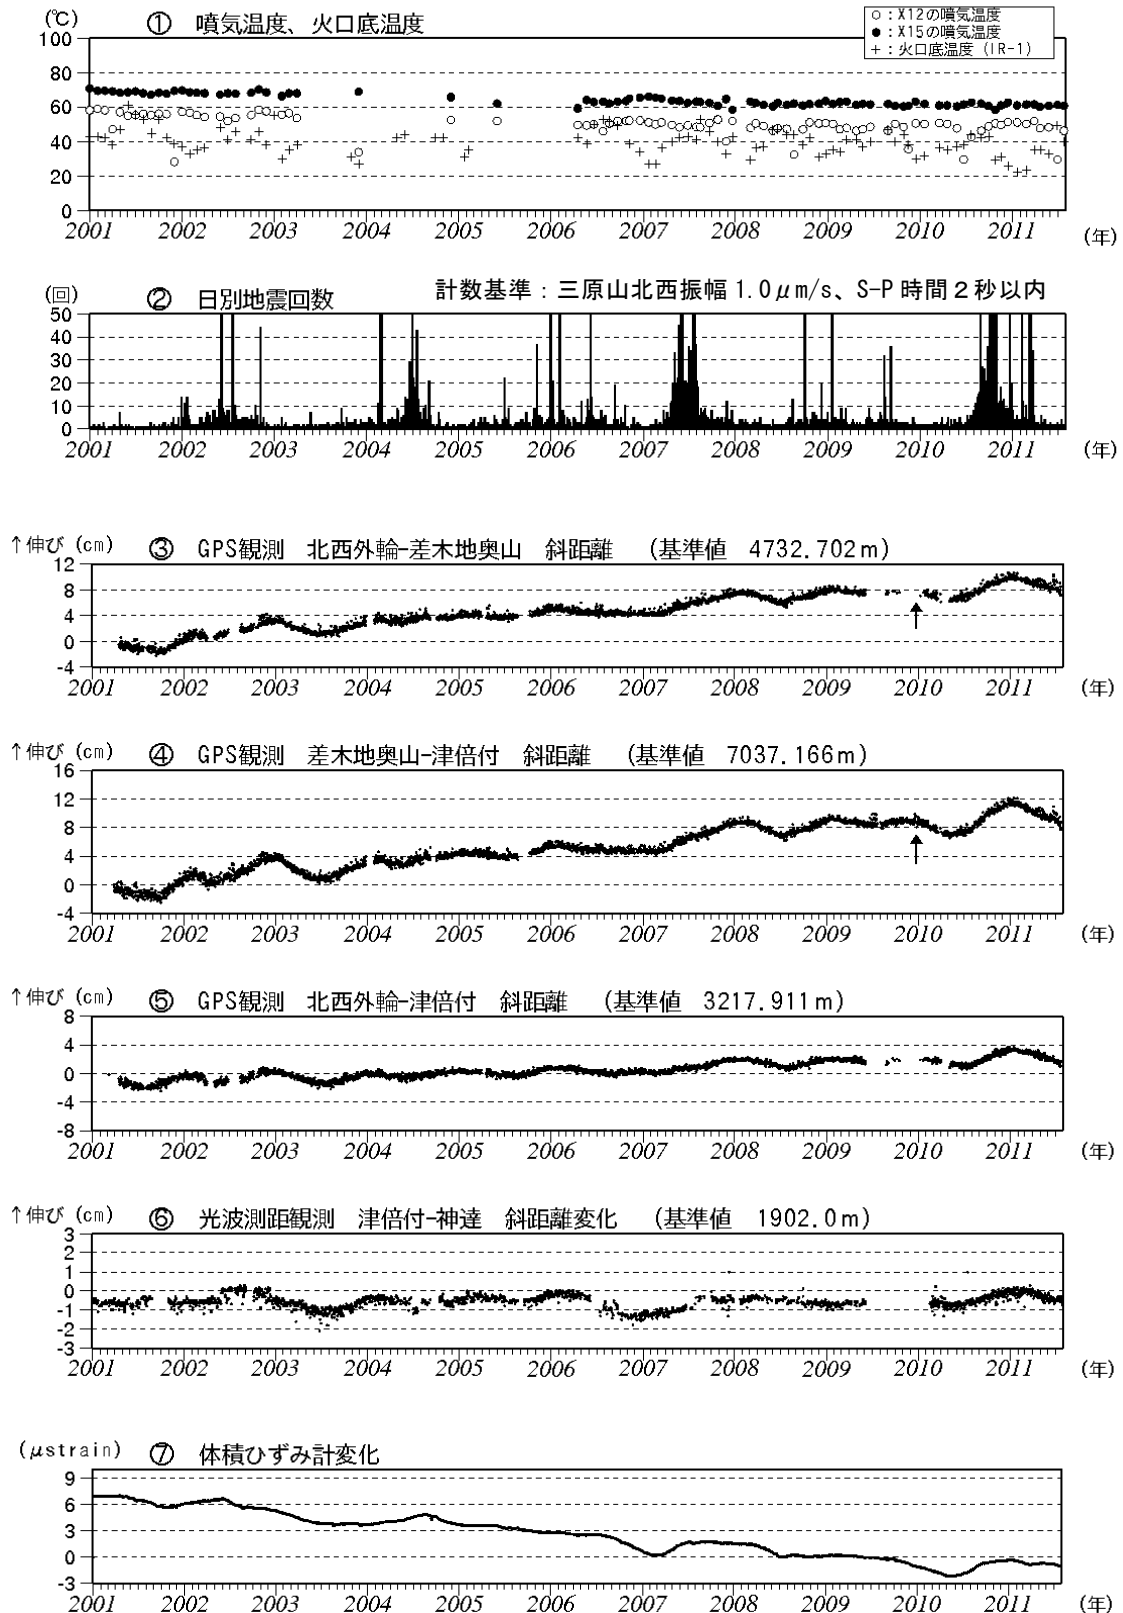 (℃) ① 噴気温度、火口底温度
○：X12の噴気温度
●：X15の噴気温度
＋：火口底温度（IR-1）
100
80
60
40
20
0
2001 2002 2003 2004 2005 2006 2007 2008 2009 2010 2011 (年)
(回) ② 日別地震回数 計数基準：三原山北西振幅1.0μm/s、S-P時間2秒以内
50
40
30
20
10
0
2001 2002 2003 2004 2005 2006 2007 2008 2009 2010 2011 (年)
↑伸び (cm) ③ GPS観測 北西外輪-差木地奥山 斜距離 (基準値 4732.702m)
12
8
4
0
-4
2001 2002 2003 2004 2005 2006 2007 2008 2009 2010 2011 (年)
↑伸び (cm) ④ GPS観測 差木地奥山-津倍付 斜距離 (基準値 7037.166m)
16
12
8
4
0
-4
2001 2002 2003 2004 2005 2006 2007 2008 2009 2010 2011 (年)
↑伸び (cm) ⑤ GPS観測 北西外輪-津倍付 斜距離 (基準値 3217.911m)
8
4
0
-4
-8
2001 2002 2003 2004 2005 2006 2007 2008 2009 2010 2011 (年)
↑伸び (cm) ⑥ 光波測距観測 津倍付-神達 斜距離変化 (基準値 1902.0m)
3
2
1
0
-1
-2
-3
2001 2002 2003 2004 2005 2006 2007 2008 2009 2010 2011 (年)
(μstrain) ⑦ 体積ひずみ計変化
9
6
3
0
-3
2001 2002 2003 2004 2005 2006 2007 2008 2009 2010 2011 (年)